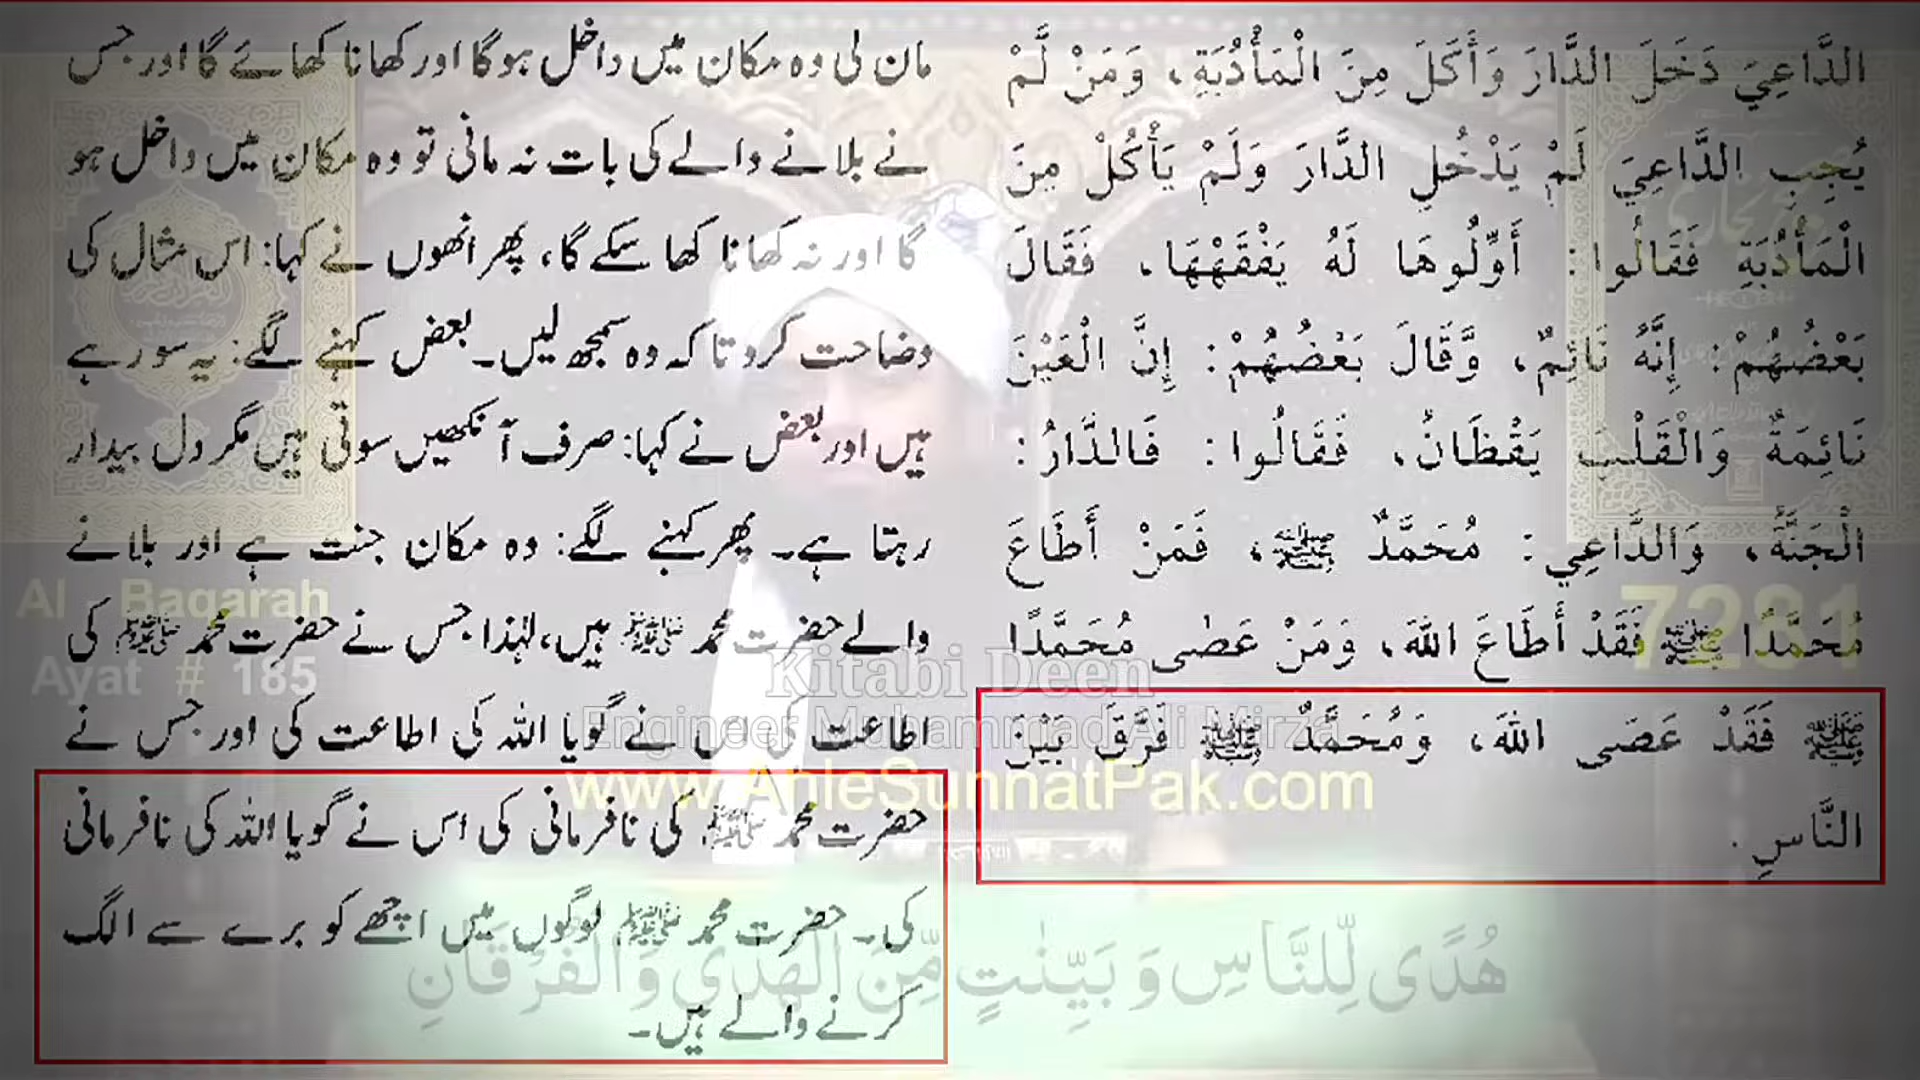 الدَّاعِيَ دَخَلَ الدَّارَ وَأَكَلَ مِنَ الْمَأْدُبَةِ، وَمَنْ لَّمْ
يُجِبِ الدَّاعِيَ لَمْ يَدْخُلِ الدَّارَ وَلَمْ يَأْكُلْ مِنَ
الْمَأْدُبَةِ فَقَالُوا: أَوِّلُوهَا لَهُ يَفْقَهْهَا، فَقَالَ
بَعْضُهُمْ: إِنَّهُ نَائِمٌ، وَّقَالَ بَعْضُهُمْ: إِنَّ الْعَيْنَ
نَائِمَةٌ وَالْقَلْبَ يَقْظَانُ، فَقَالُوا: فَالدَّارُ:
الْجَنَّةُ، وَالدَّاعِي: مُحَمَّدٌ ﷺ، فَمَنْ أَطَاعَ
مُحَمَّدًا ﷺ فَقَدْ أَطَاعَ اللهَ، وَمَنْ عَصٰى مُحَمَّدًا
ﷺ فَقَدْ عَصَى اللهَ، وَمُحَمَّدٌ ﷺ فَرَّقَ بَيْنَ
النَّاسِ.
مان لی وہ مکان میں داخل ہوگا اور کھانا کھائے گا اور جس
نے بلانے والے کی بات نہ مانی تو وہ مکان میں داخل ہو
گا اور نہ کھانا کھا سکے گا، پھر انھوں نے کہا: اس مثال کی
وضاحت کرو تاکہ وہ سمجھ لیں۔ بعض کہنے لگے: یہ سو رہے
ہیں اور بعض نے کہا: صرف آنکھیں سوتی ہیں مگر دل بیدار
رہتا ہے۔ پھر کہنے لگے: وہ مکان جنت ہے اور بلانے
والے حضرت محمد ﷺ ہیں، لہٰذا جس نے حضرت محمد ﷺ کی
اطاعت کی اس نے گویا اللہ کی اطاعت کی اور جس نے
حضرت محمد ﷺ کی نافرمانی کی اس نے گویا اللہ کی نافرمانی
کی۔ حضرت محمد ﷺ لوگوں میں اچھے کو برے سے الگ
کرنے والے ہیں۔
Al - Baqarah
Ayat # 185
7281
Kitabi Deen
Engineer Muhammad Ali Mirza
www.AhleSunnatPak.com
هُدًى لِّلنَّاسِ وَبَيِّنٰتٍ مِّنَ الْهُدٰى وَالْفُرْقَانِ